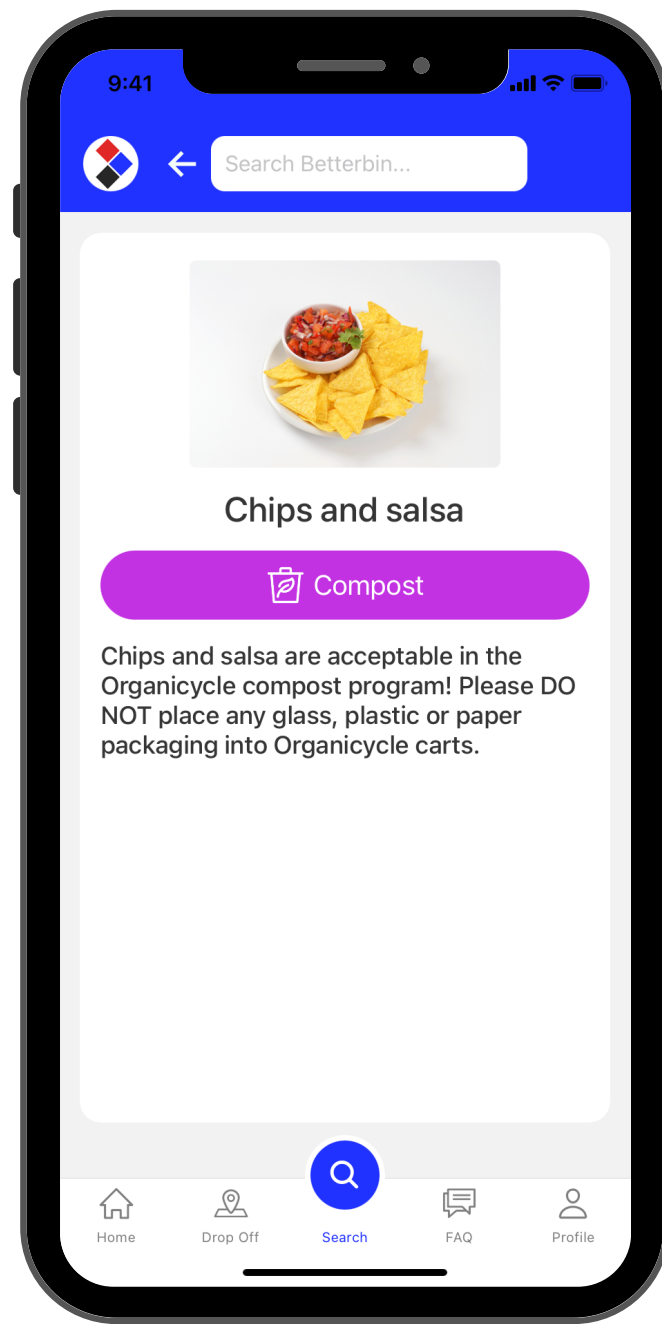 9:41
Search Betterbin...
Chips and salsa
Compost
Chips and salsa are acceptable in the
Organicycle compost program! Please DO
NOT place any glass, plastic or paper
packaging into Organicycle carts.
Home
Drop Off
Search
FAQ
Profile